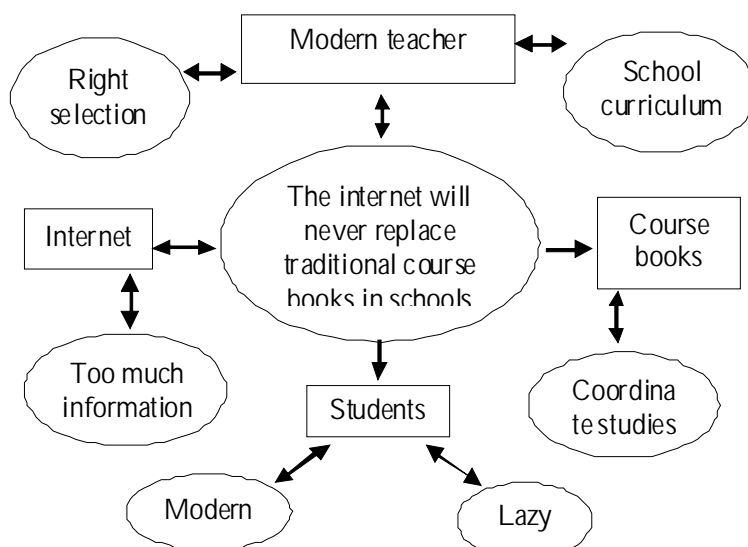 Modern teacher
Right
selection
School
curriculum
The internet will
never replace
traditional course
books in schools
Internet
Course
books
Too much
information
Students
Coordina
te studies
Modern
Lazy